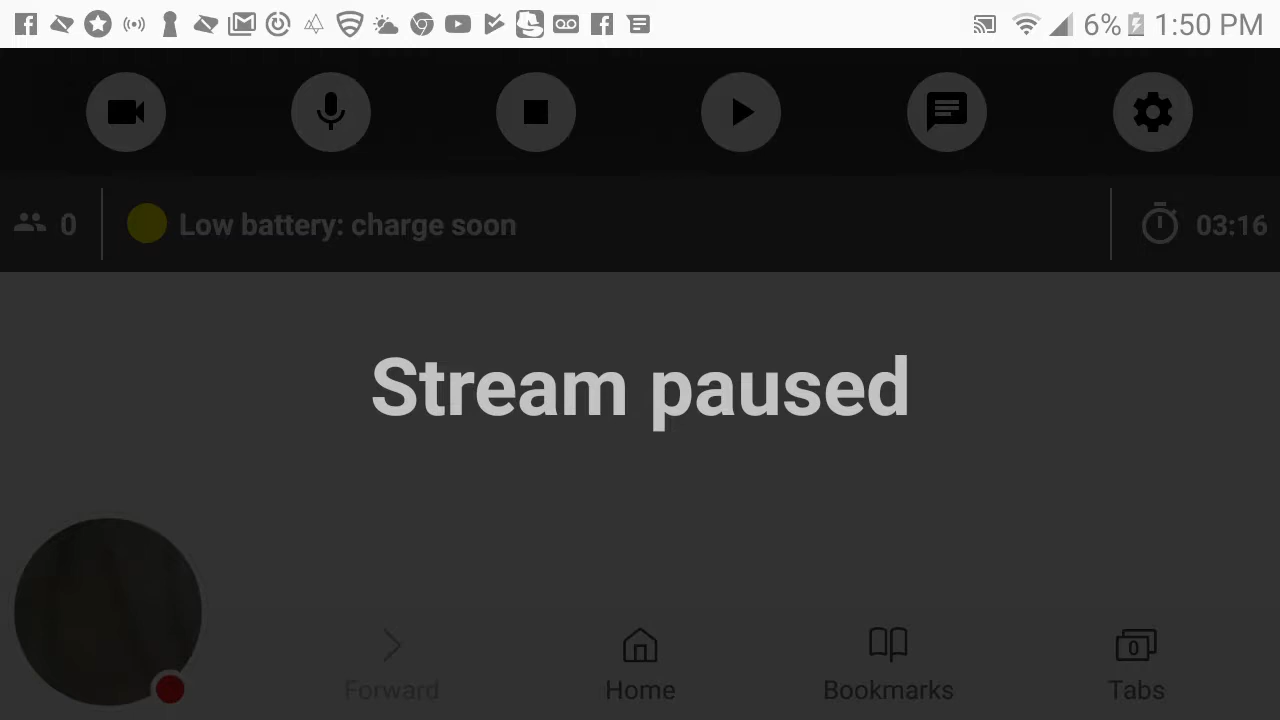 6% 1:50 PM
0 Low battery: charge soon 03:16
Stream paused
0
Forward Home Bookmarks Tabs